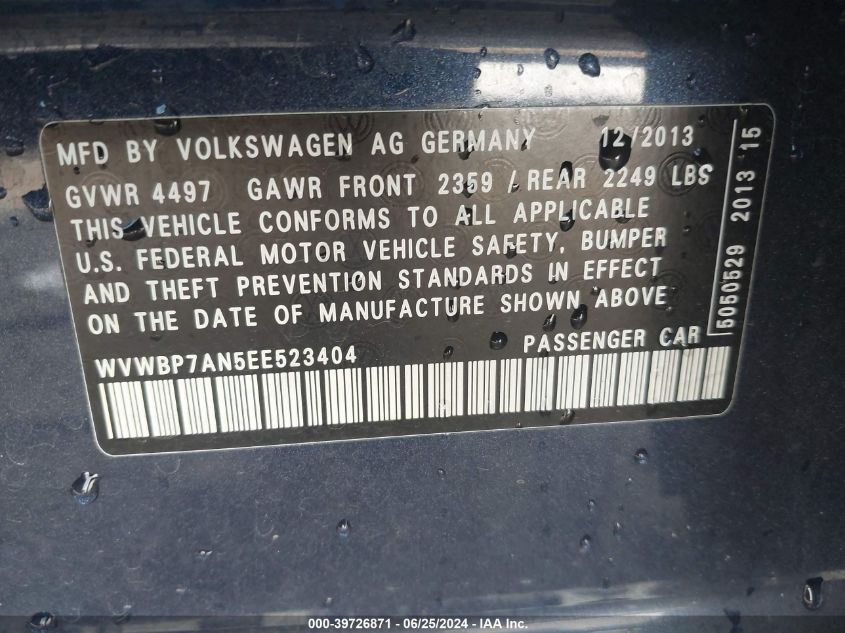 MFD BY VOLKSWAGEN AG GERMANY 12/2013
GVWR 4497 GAWR FRONT 2359 / REAR 2249 LBS
THIS VEHICLE CONFORMS TO ALL APPLICABLE
U.S. FEDERAL MOTOR VEHICLE SAFETY, BUMPER
AND THEFT PREVENTION STANDARDS IN EFFECT
ON THE DATE OF MANUFACTURE SHOWN ABOVE
WVWBP7AN5EE523404 PASSENGER CAR
5050529 2013 15
000-39726871 / 06/25/2024 - IAA Inc.